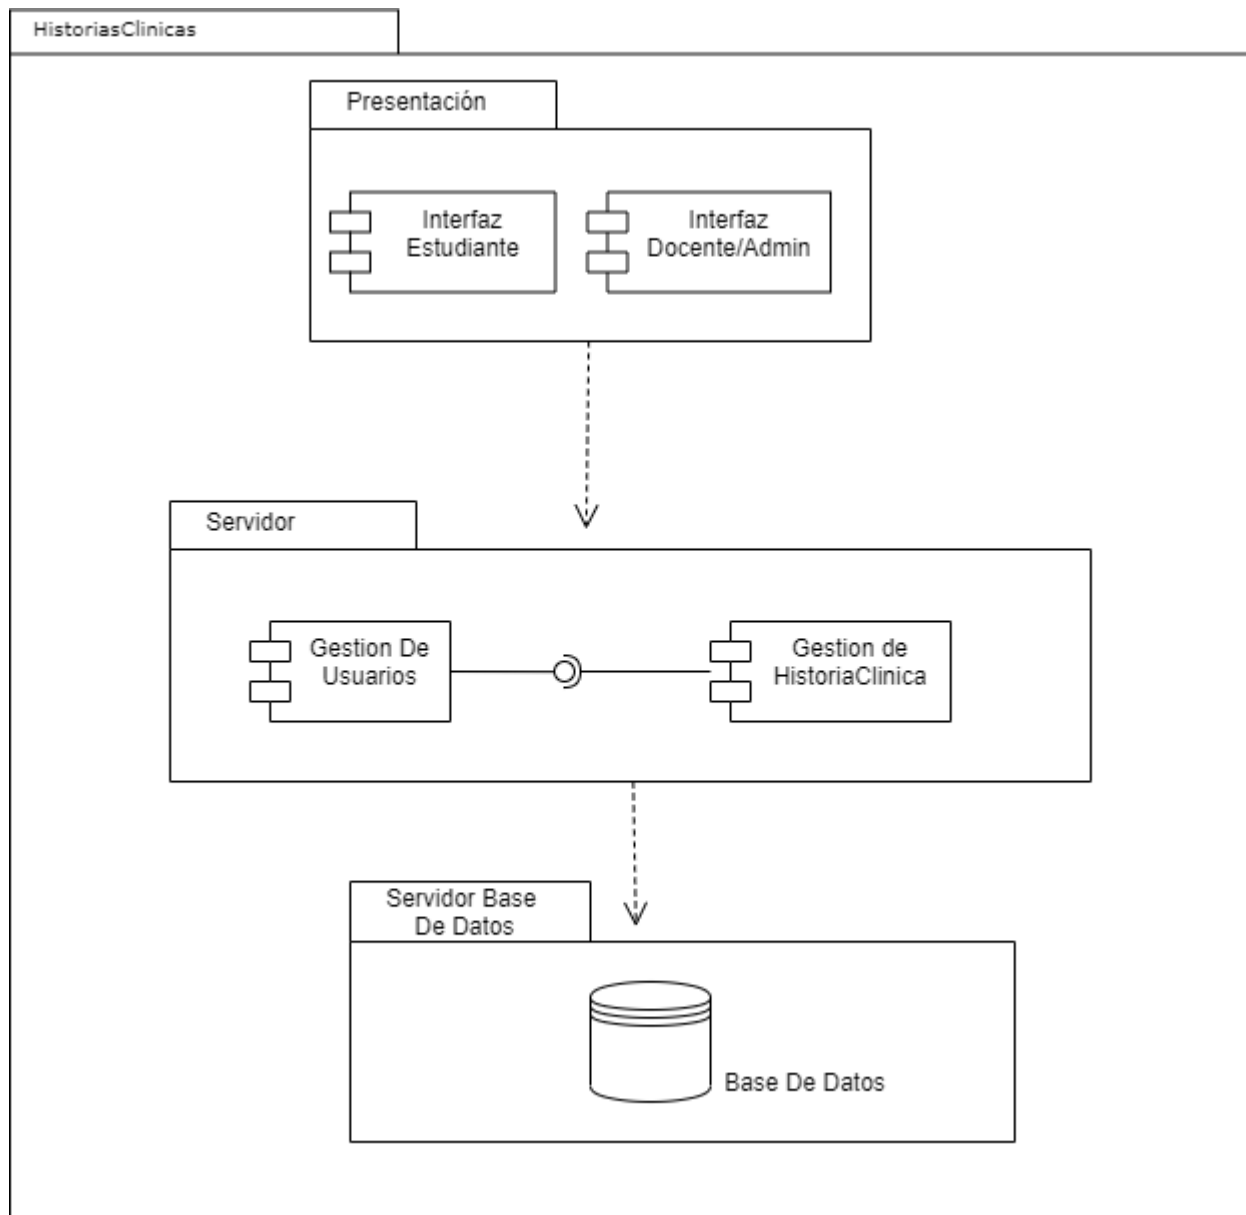 HistoriasClinicas
Presentación
Interfaz
Estudiante
Interfaz
Docente/Admin
Servidor
Gestion De
Usuarios
Gestion de
HistoriaClinica
Servidor Base
De Datos
Base De Datos